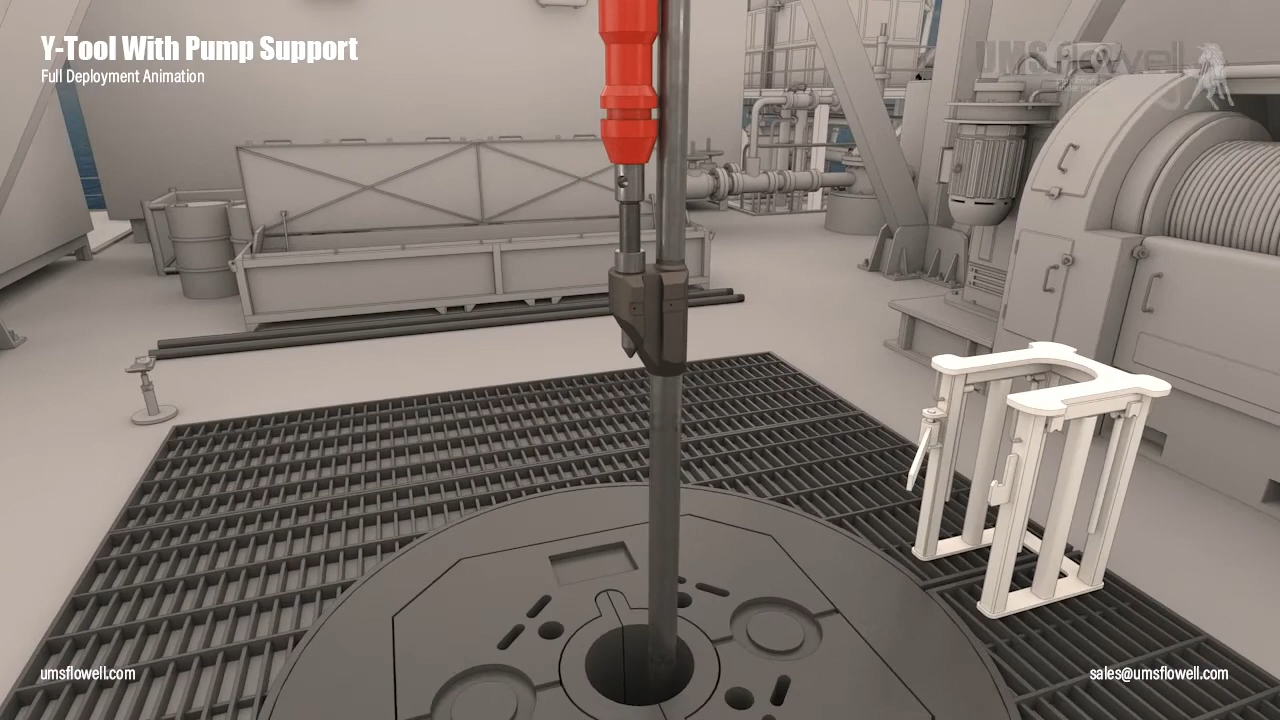 Y-Tool With Pump Support
Full Deployment Animation
UMS flowell
umsflowell.com
sales@umsflowell.com